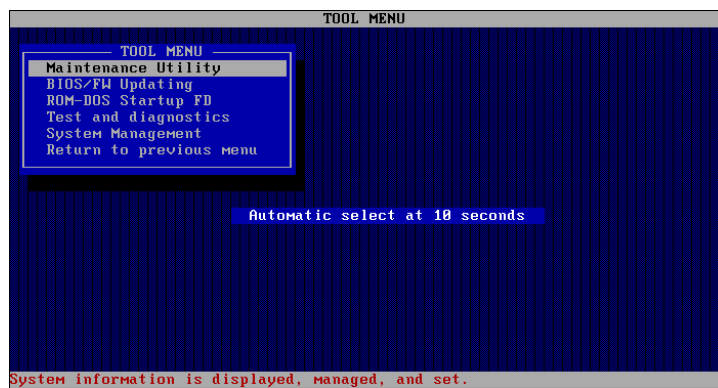 TOOL MENU
TOOL MENU
Maintenance Utility
BIOS/FW Updating
ROM-DOS Startup FD
Test and diagnostics
System Management
Return to previous menu
Automatic select at 10 seconds
System information is displayed, managed, and set.